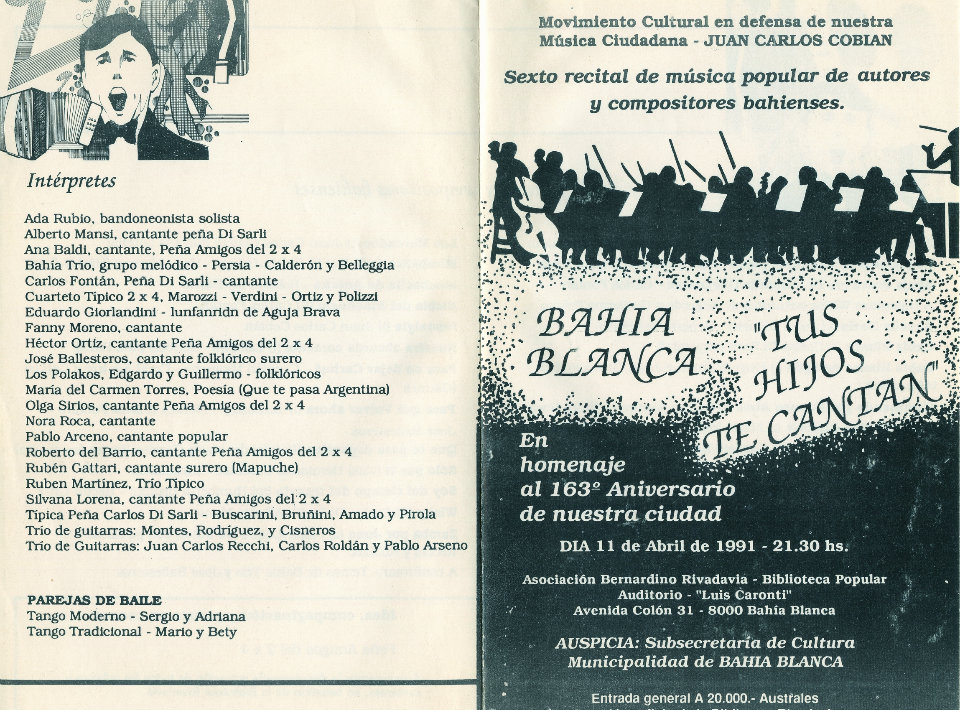 Intérpretes
Ada Rubio, bandoneonista solista
Alberto Mansi, cantante peña Di Sarli
Ana Baldi, cantante, Peña Amigos del 2 x 4
Bahía Trío, grupo melódico - Persia - Calderón y Belleggia
Carlos Fontán, Peña Di Sarli - cantante
Cuarteto Típico 2 x 4, Marozzi - Verdini - Ortiz y Polizzi
Eduardo Giorlandini - lunfanridn de Aguja Brava
Fanny Moreno, cantante
Héctor Ortiz, cantante Peña Amigos del 2 x 4
José Ballesteros, cantante folklórico surero
Los Polakos, Edgardo y Guillermo - folklóricos
María del Carmen Torres, Poesía (Que te pasa Argentina)
Olga Sirios, cantante Peña Amigos del 2 x 4
Nora Roca, cantante
Pablo Arceno, cantante popular
Roberto del Barrio, cantante Peña Amigos del 2 x 4
Rubén Gattari, cantante surero (Mapuche)
Ruben Martínez, Trío Típico
Silvana Lorena, cantante Peña Amigos del 2 x 4
Típica Peña Carlos Di Sarli - Buscarini, Bruñini, Amado y Pirola
Trío de guitarras: Montes, Rodríguez, y Cisneros
Trío de Guitarras: Juan Carlos Recchi, Carlos Roldán y Pablo Arseno
PAREJAS DE BAILE
Tango Moderno - Sergio y Adriana
Tango Tradicional - Mario y Bety
Movimiento Cultural en defensa de nuestra
Música Ciudadana - JUAN CARLOS COBIAN
Sexto recital de música popular de autores
y compositores bahienses.
BAHIA
BLANCA
"TUS
HIJOS
TE CANTAN"
En
homenaje
al 163º Aniversario
de nuestra ciudad
DIA 11 de Abril de 1991 - 21.30 hs.
Asociación Bernardino Rivadavia - Biblioteca Popular
Auditorio - "Luis Caronti"
Avenida Colón 31 - 8000 Bahía Blanca
AUSPICIA: Subsecretaría de Cultura
Municipalidad de BAHIA BLANCA
Entrada general A 20.000.- Australes